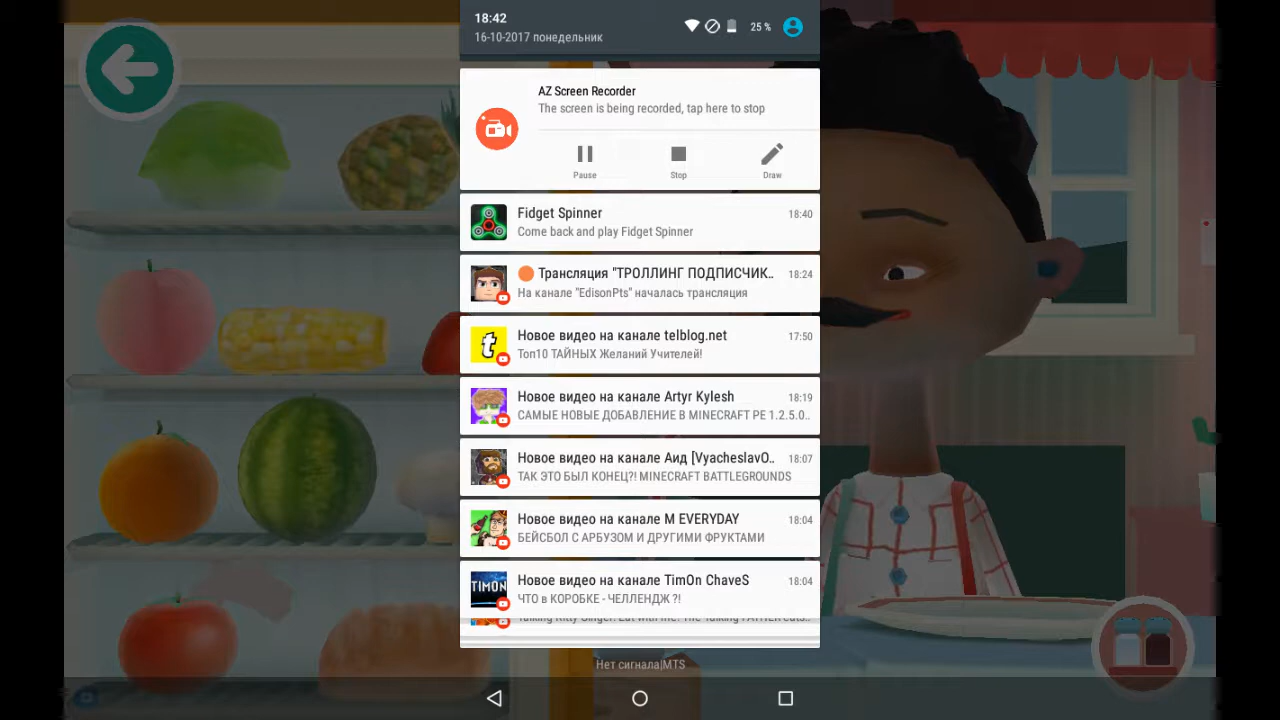 18:42
16-10-2017 понедельник
25 %
AZ Screen Recorder
The screen is being recorded, tap here to stop
Pause
Stop
Draw
Fidget Spinner
18:40
Come back and play Fidget Spinner
Трансляция "ТРОЛЛИНГ ПОДПИСЧИК..
18:24
На канале "EdisonPts" началась трансляция
t
Новое видео на канале telblog.net
17:50
Топ10 ТАЙНЫХ Желаний Учителей!
Новое видео на канале Artyr Kylesh
18:19
САМЫЕ НОВЫЕ ДОБАВЛЕНИЕ В MINECRAFT PE 1.2.5.0..
Новое видео на канале Аид [VyacheslavO..
18:07
ТАК ЭТО БЫЛ КОНЕЦ?! MINECRAFT BATTLEGROUNDS
Новое видео на канале M EVERYDAY
18:04
БЕЙСБОЛ С АРБУЗОМ И ДРУГИМИ ФРУКТАМИ
TIMON
Новое видео на канале TimOn ChaveS
18:04
ЧТО в КОРОБКЕ - ЧЕЛЛЕНДЖ ?!
Нет сигнала|MTS